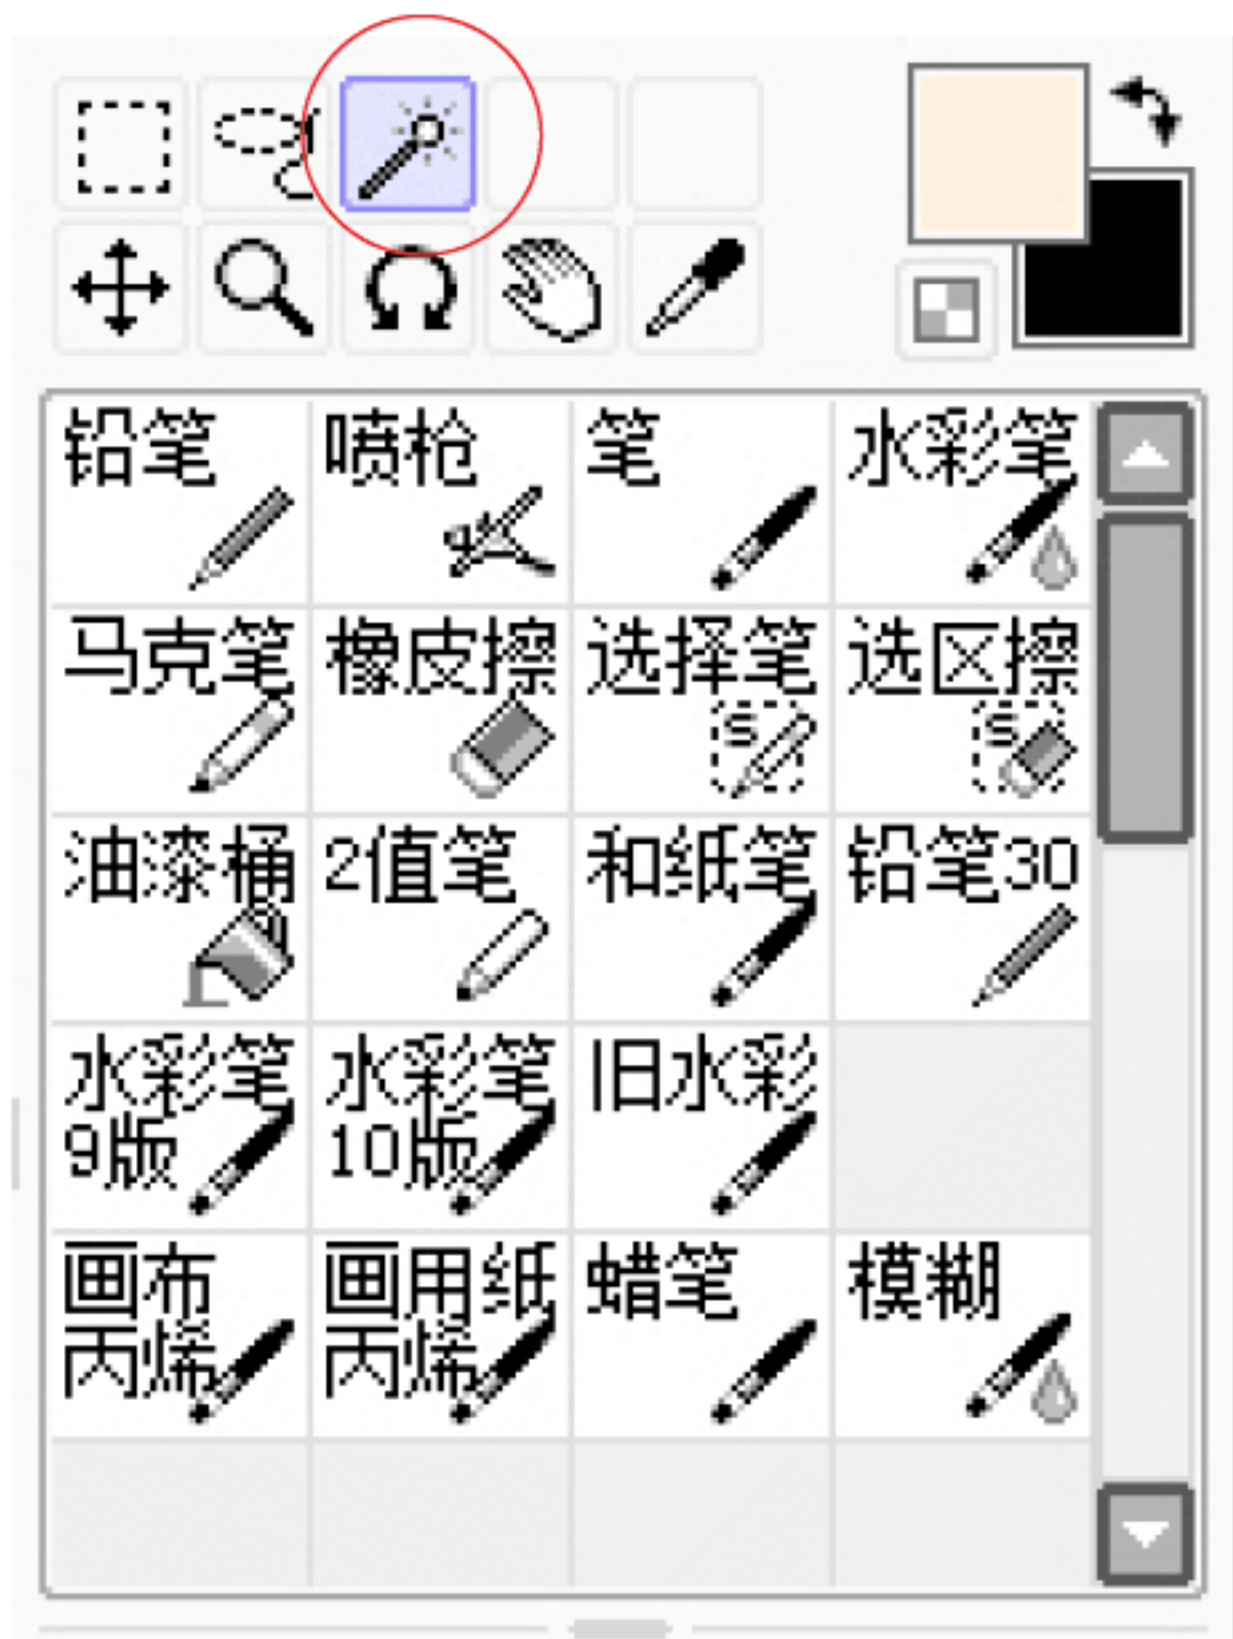 铅笔
喷枪
笔
水彩笔
马克笔
橡皮擦
选择笔
选区擦
油漆桶
2值笔
和纸笔
铅笔30
水彩笔
9版
水彩笔
10版
旧水彩
画布
丙烯
画用纸
丙烯
蜡笔
模糊